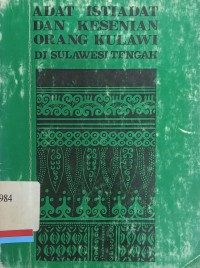 ADAT ISTIADAT
DAN KESENIAN
ORANG KULAWI
DI SULAWESI TENGAH
984